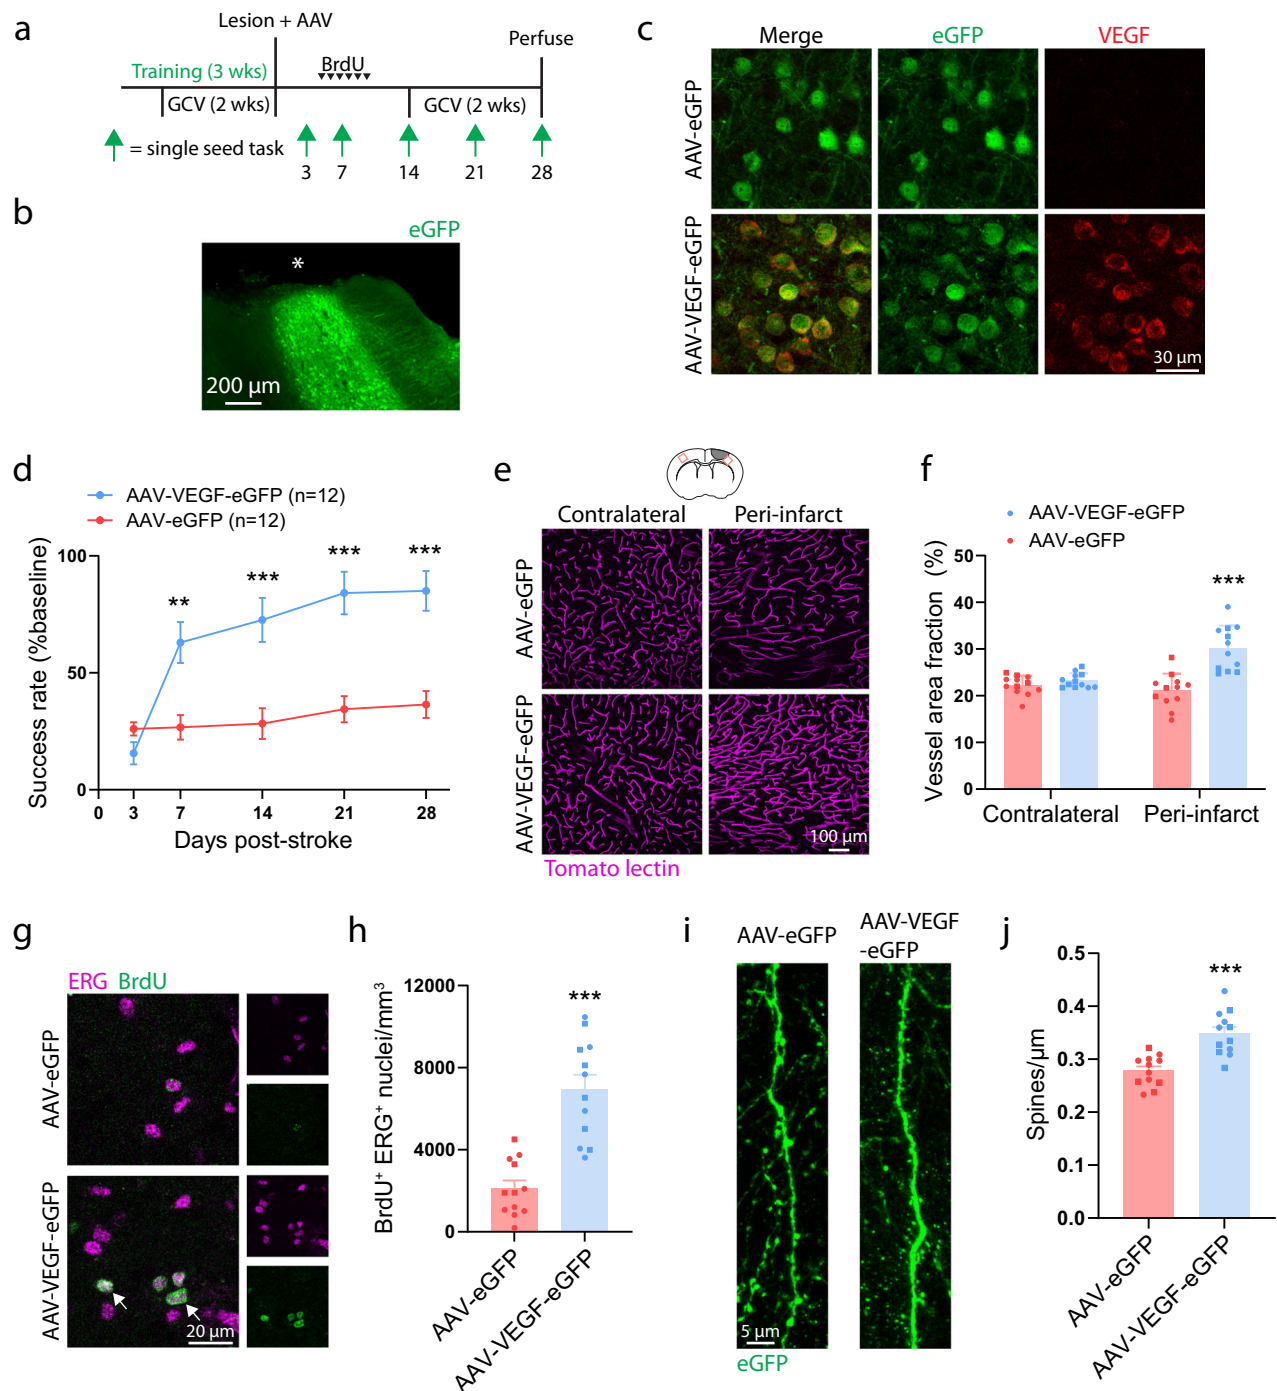 a
Lesion + AAV
Perfuse
Training (3 wks)
BrdU
GCV (2 wks)
GCV (2 wks)
= single seed task
3 7 14 21 28
b
eGFP
*
200 µm
c
Merge eGFP VEGF
AAV-eGFP
AAV-VEGF-eGFP
30 µm
d
AAV-VEGF-eGFP (n=12)
AAV-eGFP (n=12)
Success rate (%baseline)
100
50
0
** *** *** ***
0 3 7 14 21 28
Days post-stroke
e
Contralateral Peri-infarct
AAV-eGFP
AAV-VEGF-eGFP
100 µm
Tomato lectin
f
AAV-VEGF-eGFP
AAV-eGFP
Vessel area fraction (%)
50
40
30
20
10
0
***
Contralateral Peri-infarct
g
ERG BrdU
AAV-eGFP
AAV-VEGF-eGFP
20 µm
h
BrdU⁺ ERG⁺ nuclei/mm³
12000
8000
4000
0
***
AAV-eGFP
AAV-VEGF-eGFP
i
AAV-eGFP
AAV-VEGF
-eGFP
5 µm
eGFP
j
Spines/µm
0.5
0.4
0.3
0.2
0.1
0.0
***
AAV-eGFP
AAV-VEGF-eGFP